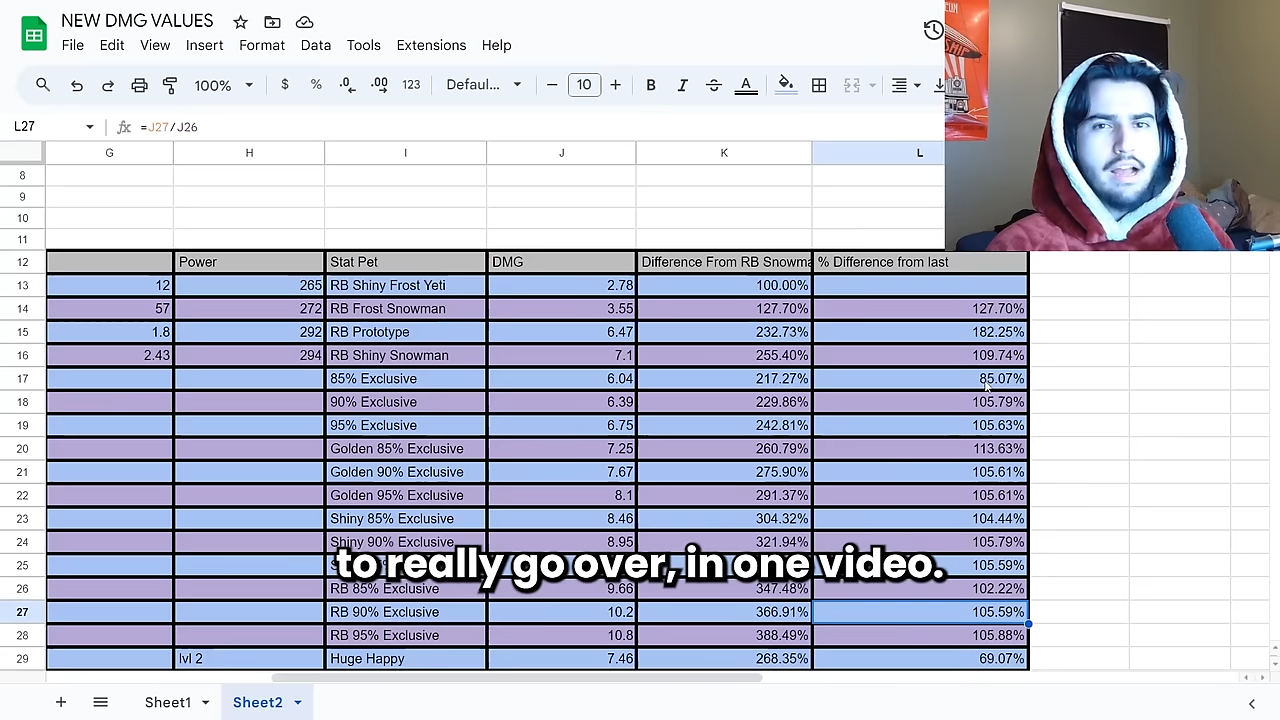 NEW DMG VALUES
File Edit View Insert Format Data Tools Extensions Help
100% $ % .0 .00 123 Defaul... 10 B I A
L27 fx =J27/J26
G H I J K L
8
9
10
11
12 Power Stat Pet DMG Difference From RB Snowma % Difference from last
13 12 265 RB Shiny Frost Yeti 2.78 100.00%
14 57 272 RB Frost Snowman 3.55 127.70% 127.70%
15 1.8 292 RB Prototype 6.47 232.73% 182.25%
16 2.43 294 RB Shiny Snowman 7.1 255.40% 109.74%
17 85% Exclusive 6.04 217.27% 85.07%
18 90% Exclusive 6.39 229.86% 105.79%
19 95% Exclusive 6.75 242.81% 105.63%
20 Golden 85% Exclusive 7.25 260.79% 113.63%
21 Golden 90% Exclusive 7.67 275.90% 105.61%
22 Golden 95% Exclusive 8.1 291.37% 105.61%
23 Shiny 85% Exclusive 8.46 304.32% 104.44%
24 Shiny 90% Exclusive 8.95 321.94% 105.79%
to really go over, in one video.
25 105.59%
26 RB 85% Exclusive 9.66 347.48% 102.22%
27 RB 90% Exclusive 10.2 366.91% 105.59%
28 RB 95% Exclusive 10.8 388.49% 105.88%
29 lvl 2 Huge Happy 7.46 268.35% 69.07%
Sheet1 Sheet2